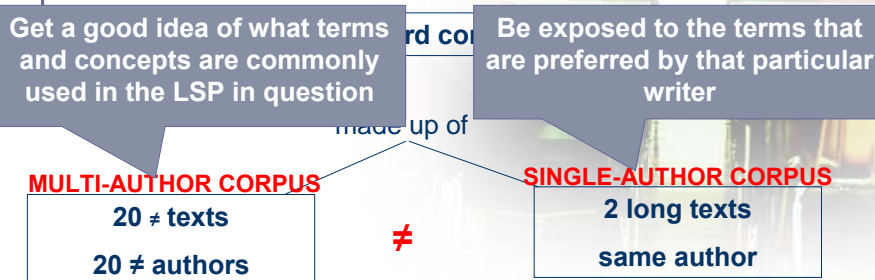 Get a good idea of what terms
and concepts are commonly
used in the LSP in question
Be exposed to the terms that
are preferred by that particular
writer
made up of
MULTI-AUTHOR CORPUS
20 ≠ texts
20 ≠ authors
≠
SINGLE-AUTHOR CORPUS
2 long texts
same author